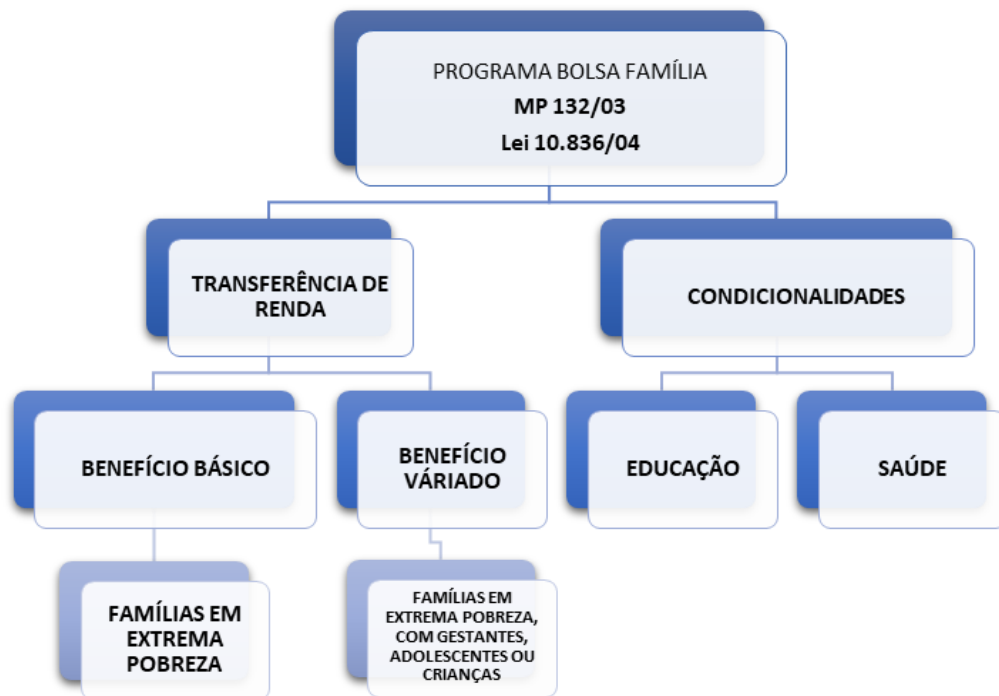 PROGRAMA BOLSA FAMÍLIA
MP 132/03
Lei 10.836/04
TRANSFERÊNCIA DE
RENDA
CONDICIONALIDADES
BENEFÍCIO BÁSICO
BENEFÍCIO
VÁRIADO
EDUCAÇÃO
SAÚDE
FAMÍLIAS EM
EXTREMA
POBREZA
FAMÍLIAS EM
EXTREMA POBREZA,
COM GESTANTES,
ADOLESCENTES OU
CRIANÇAS